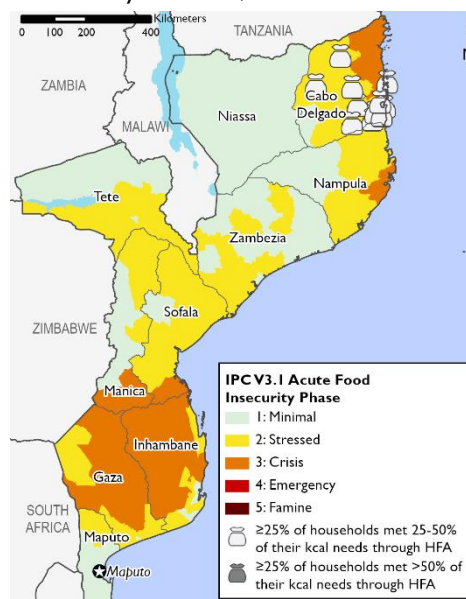 Kilometers
0 100 200 400
TANZANIA
ZAMBIA
MALAWI
Niassa
Cabo
Delgado
Nampula
Tete
Zambezia
Sofala
ZIMBABWE
Manica
Inhambane
Gaza
SOUTH
AFRICA
Maputo
Maputo
IPC V3.1 Acute Food
Insecurity Phase
1: Minimal
2: Stressed
3: Crisis
4: Emergency
5: Famine
≥25% of households met 25-50%
of their kcal needs through HFA
≥25% of households met >50% of
their kcal needs through HFA